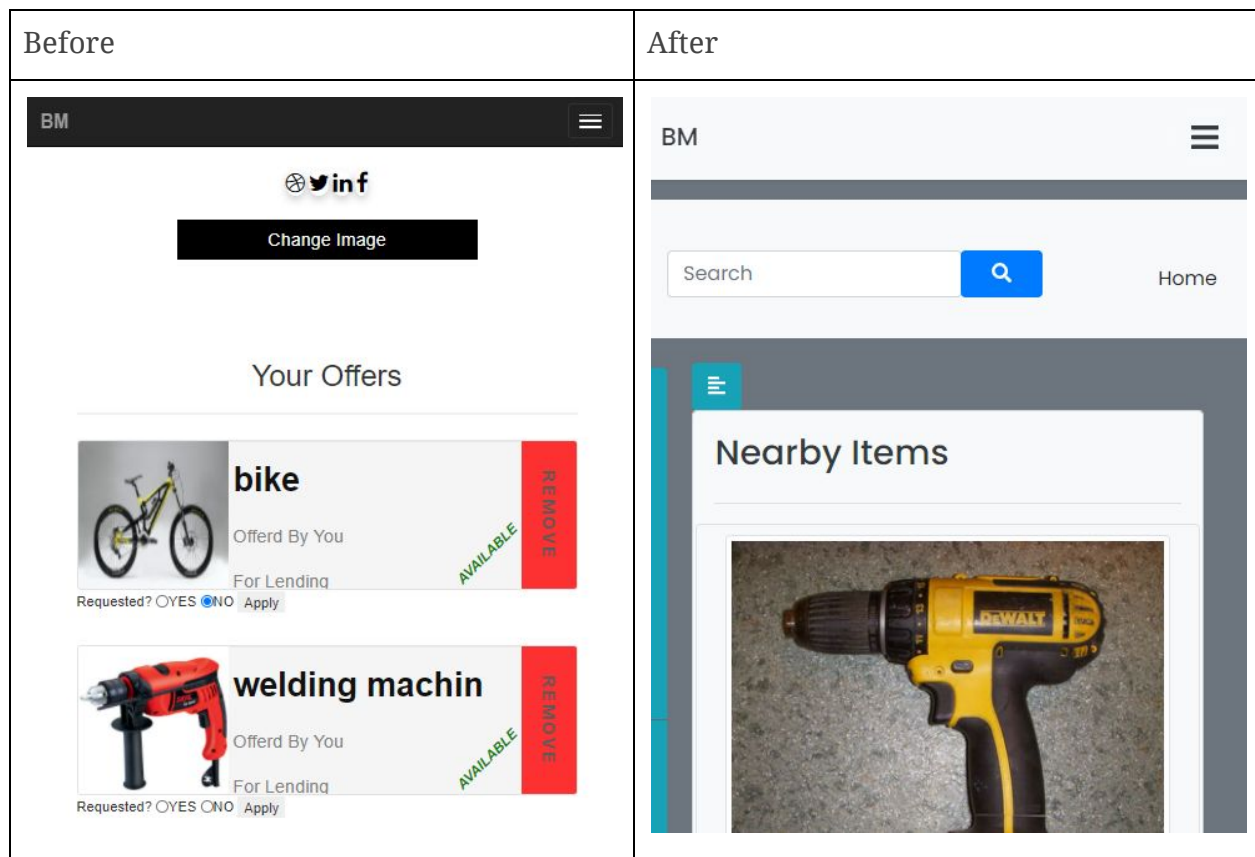 Before
After
BM
Change Image
Your Offers
bike
Offerd By You
For Lending
AVAILABLE
REMOVE
Requested? YES NO Apply
welding machin
Offerd By You
For Lending
AVAILABLE
REMOVE
Requested? YES NO Apply
BM
Search
Home
Nearby Items
DEWALT